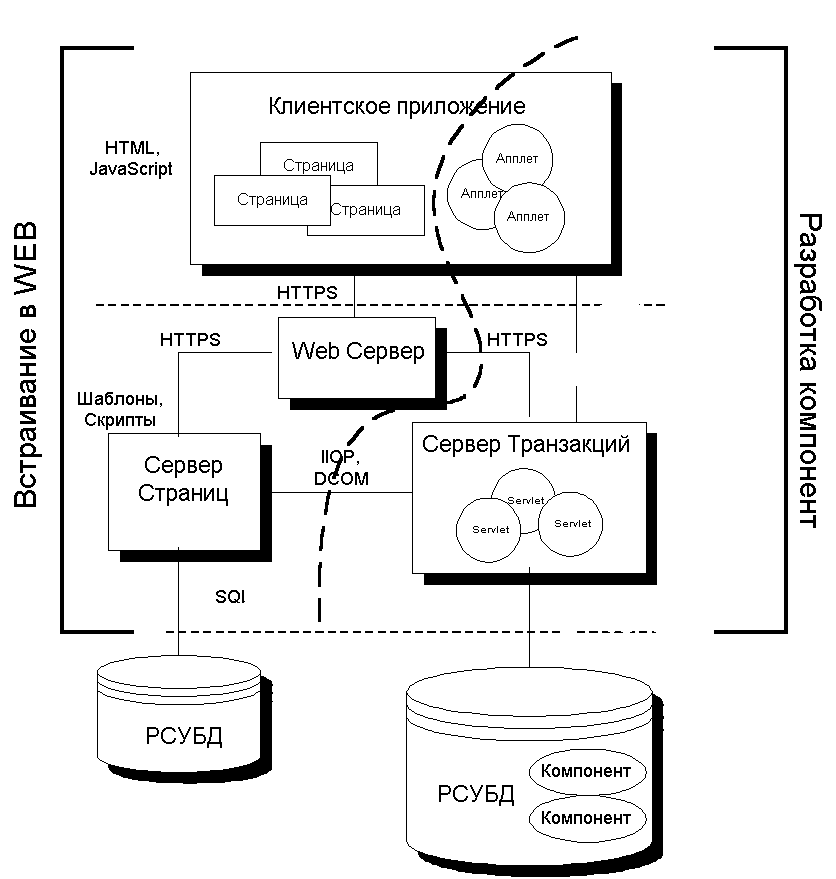 Клиентское приложение
HTML,
JavaScript
Страница
Страница
Страница
Апплет
Апплет
Апплет
HTTPS
HTTPS
Web Сервер
HTTPS
Шаблоны,
Скрипты
Сервер
Страниц
IIOP,
DCOM
Сервер Транзакций
Servlet
Servlet
Servlet
SQl
РСУБД
РСУБД
Компонент
Компонент
Встраивание в WEB
Разработка компонент